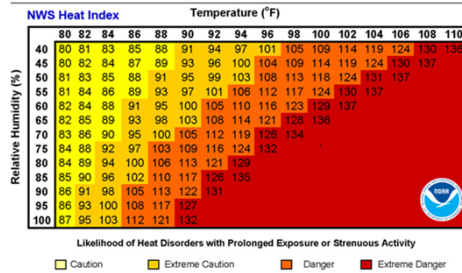 NWS Heat Index
Temperature (°F)
80 82 84 86 88 90 92 94 96 98 100 102 104 106 108 110
40 80 81 83 85 88 91 94 97 101 105 109 114 119 124 130 136
45 80 82 84 87 89 93 96 100 104 109 114 119 124 130 137
50 81 83 85 88 91 95 99 103 108 113 118 124 131 137
55 81 84 86 89 93 97 101 106 112 117 124 130 137
60 82 84 88 91 95 100 105 110 116 123 129 137
65 82 85 89 93 98 103 108 114 121 128 136
70 83 86 90 95 100 105 112 119 126 134
75 84 88 92 97 103 109 116 124 132
80 84 89 94 100 106 113 121 129
85 85 90 96 102 110 117 126 135
90 86 91 98 105 113 122 131
95 86 93 100 108 117 127
100 87 95 103 112 121 132
Relative Humidity (%)
NOAA
Likelihood of Heat Disorders with Prolonged Exposure or Strenuous Activity
Caution
Extreme Caution
Danger
Extreme Danger